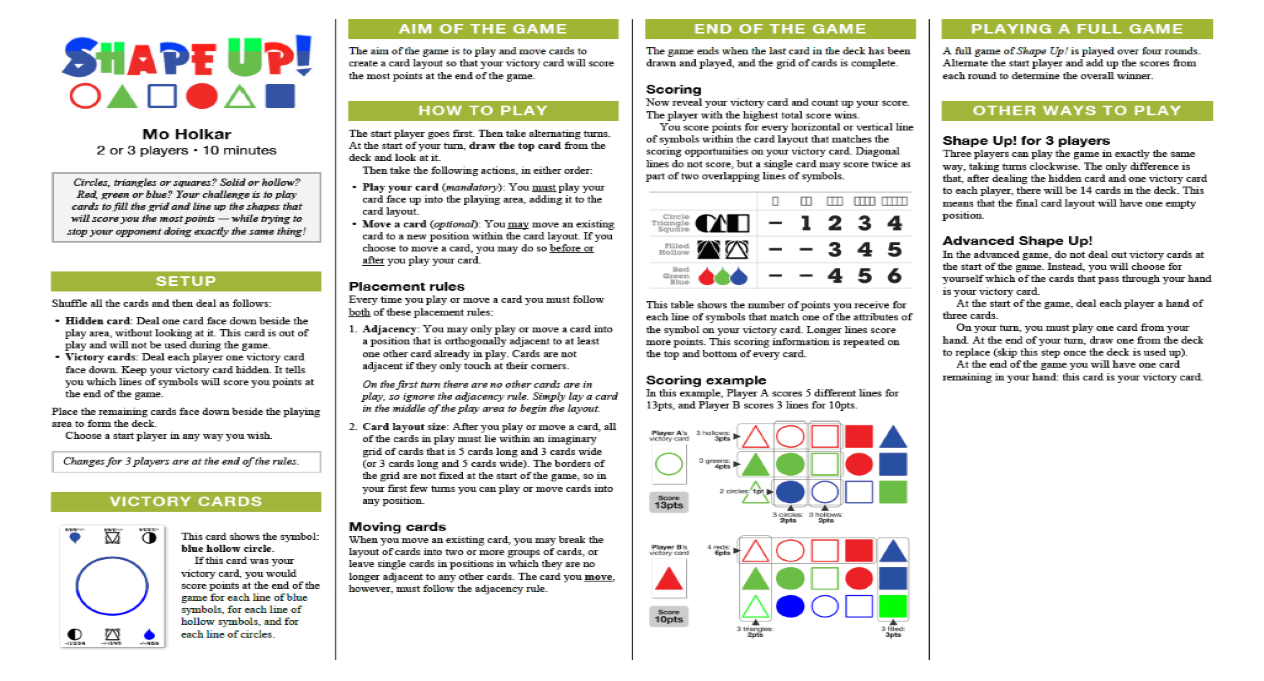 SHAPE UP!
Mo Holkar
2 or 3 players • 10 minutes
Circles, triangles or squares? Solid or hollow?
Red, green or blue? Your challenge is to play
cards to fill the grid and line up the shapes that
will score you the most points — while trying to
stop your opponent doing exactly the same thing!
SETUP
Shuffle all the cards and then deal as follows:
• Hidden card: Deal one card face down beside the
play area, without looking at it. This card is out of
play and will not be used during the game.
• Victory cards: Deal each player one victory card
face down. Keep your victory card hidden. It tells
you which lines of symbols will score you points at
the end of the game.
Place the remaining cards face down beside the playing
area to form the deck.
Choose a start player in any way you wish.
Changes for 3 players are at the end of the rules.
VICTORY CARDS
This card shows the symbol:
blue hollow circle.
If this card was your
victory card, you would
score points at the end of the
game for each line of blue
symbols, for each line of
hollow symbols, and for
each line of circles.
AIM OF THE GAME
The aim of the game is to play and move cards to
create a card layout so that your victory card will score
the most points at the end of the game.
HOW TO PLAY
The start player goes first. Then take alternating turns.
At the start of your turn, draw the top card from the
deck and look at it.
Then take the following actions, in either order:
• Play your card (mandatory): You must play your
card face up into the playing area, adding it to the
card layout.
• Move a card (optional): You may move an existing
card to a new position within the card layout. If you
choose to move a card, you may do so before or
after you play your card.
Placement rules
Every time you play or move a card you must follow
both of these placement rules:
1. Adjacency: You may only play or move a card into
a position that is orthogonally adjacent to at least
one other card already in play. Cards are not
adjacent if they only touch at their corners.
On the first turn there are no other cards are in
play, so ignore the adjacency rule. Simply lay a card
in the middle of the play area to begin the layout.
2. Card layout size: After you play or move a card, all
of the cards in play must lie within an imaginary
grid of cards that is 5 cards long and 3 cards wide
(or 3 cards long and 5 cards wide). The borders of
the grid are not fixed at the start of the game, so in
your first few turns you can play or move cards into
any position.
Moving cards
When you move an existing card, you may break the
layout of cards into two or more groups of cards, or
leave single cards in positions in which they are no
longer adjacent to any other cards. The card you move,
however, must follow the adjacency rule.
END OF THE GAME
The game ends when the last card in the deck has been
drawn and played, and the grid of cards is complete.
Scoring
Now reveal your victory card and count up your score.
The player with the highest total score wins.
You score points for every horizontal or vertical line
of symbols within the card layout that matches the
scoring opportunities on your victory card. Diagonal
lines do not score, but a single card may score twice as
part of two overlapping lines of symbols.
Circle
Triangle
Square
– 1 2 3 4
Filled
Hollow
– – 3 4 5
Red
Green
Blue
– – 4 5 6
This table shows the number of points you receive for
each line of symbols that match one of the attributes of
the symbol on your victory card. Longer lines score
more points. This scoring information is repeated on
the top and bottom of every card.
Scoring example
In this example, Player A scores 5 different lines for
13pts, and Player B scores 3 lines for 10pts.
Player A's
victory card
3 hollows:
3pts
3 greens:
4pts
2 circles: 1pt
Score
13pts
3 circles:
2pts
3 hollows:
2pts
Player B's
victory card
4 reds:
6pts
Score
10pts
3 triangles:
2pts
3 filled:
3pts
PLAYING A FULL GAME
A full game of Shape Up! is played over four rounds.
Alternate the start player and add up the scores from
each round to determine the overall winner.
OTHER WAYS TO PLAY
Shape Up! for 3 players
Three players can play the game in exactly the same
way, taking turns clockwise. The only difference is
that, after dealing the hidden card and one victory card
to each player, there will be 14 cards in the deck. This
means that the final card layout will have one empty
position.
Advanced Shape Up!
In the advanced game, do not deal out victory cards at
the start of the game. Instead, you will choose for
yourself which of the cards that pass through your hand
is your victory card.
At the start of the game, deal each player a hand of
three cards.
On your turn, you must play one card from your
hand. At the end of your turn, draw one from the deck
to replace (skip this step once the deck is used up).
At the end of the game you will have one card
remaining in your hand: this card is your victory card.